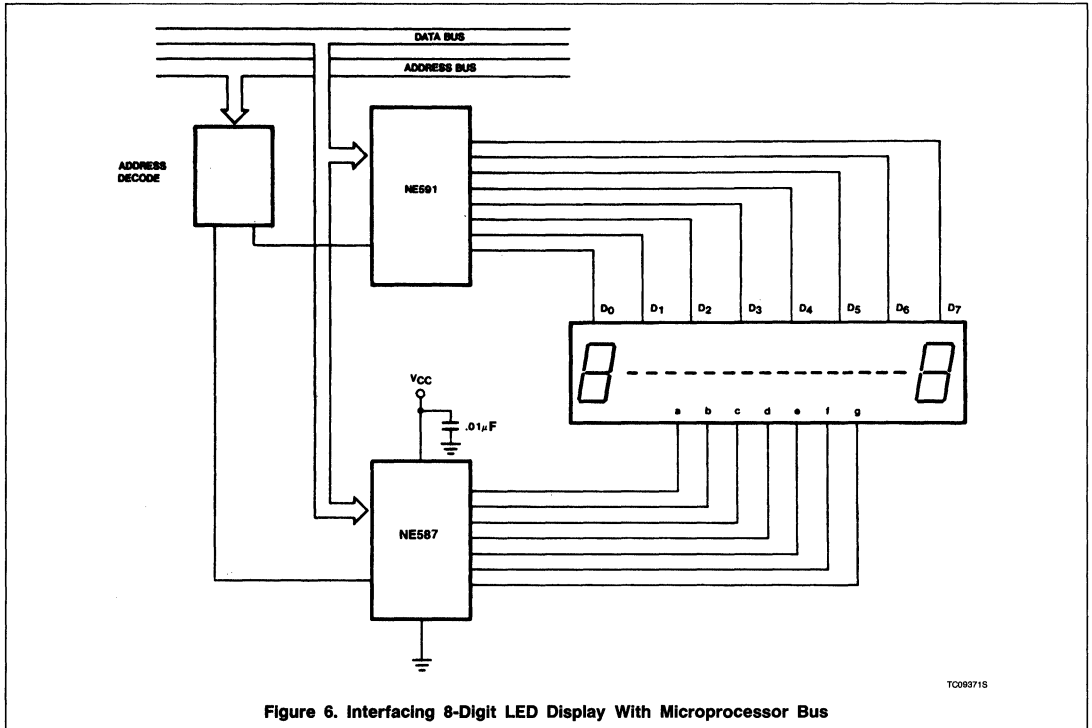 DATA BUS
ADDRESS BUS
ADDRESS
DECODE
NE591
D0 D1 D2 D3 D4 D5 D6 D7
VCC
.01μF
a b c d e f g
NE587
TC09371S
Figure 6. Interfacing 8-Digit LED Display With Microprocessor Bus